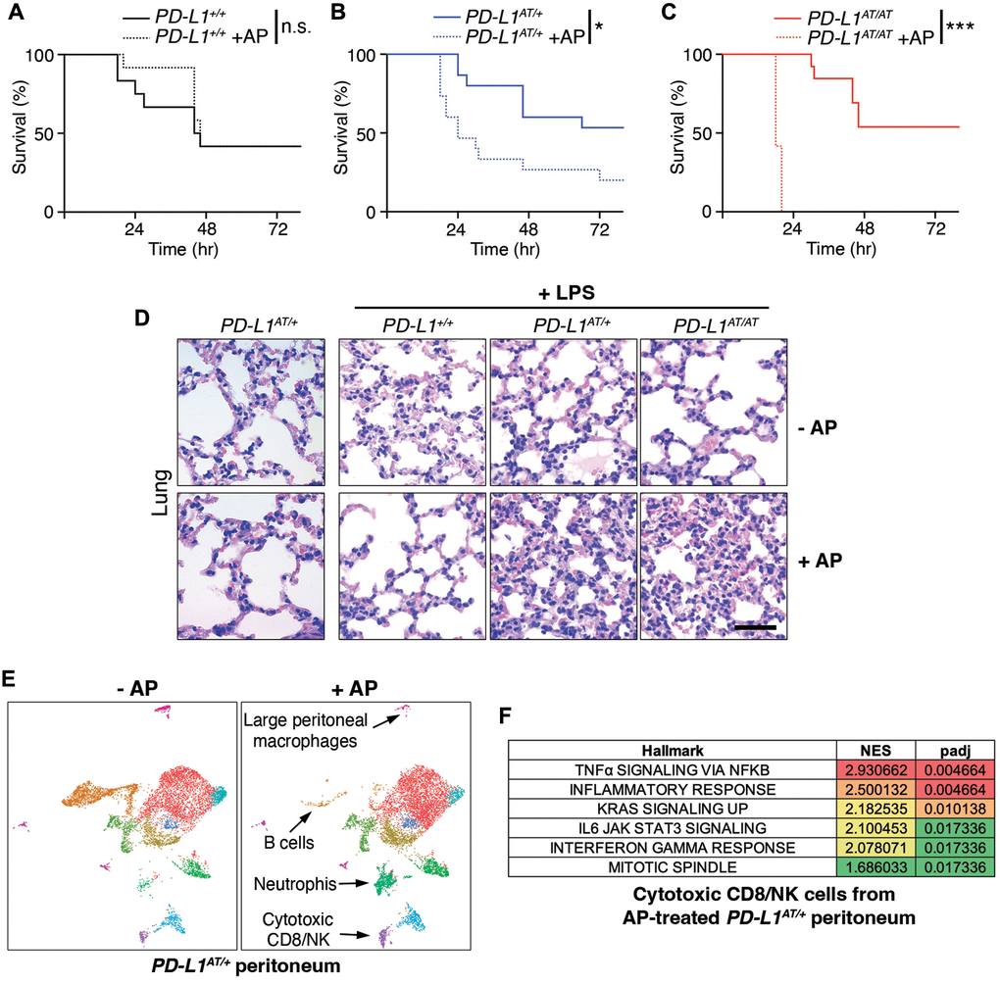 A
PD-L1+/+
PD-L1+/+ +AP
n.s.
Survival (%)
100
50
0
24 48 72
Time (hr)
B
PD-L1AT/+
PD-L1AT/+ +AP
*
Survival (%)
100
50
0
24 48 72
Time (hr)
C
PD-L1AT/AT
PD-L1AT/AT +AP
***
Survival (%)
100
50
0
24 48 72
Time (hr)
D
+ LPS
PD-L1AT/+ PD-L1+/+ PD-L1AT/+ PD-L1AT/AT
Lung
- AP
+ AP
E
- AP + AP
Large peritoneal
macrophages
B cells
Neutrophis
Cytotoxic
CD8/NK
PD-L1AT/+ peritoneum
F
Hallmark NES padj
TNFα SIGNALING VIA NFKB 2.930662 0.004664
INFLAMMATORY RESPONSE 2.500132 0.004664
KRAS SIGNALING UP 2.182535 0.010138
IL6 JAK STAT3 SIGNALING 2.100453 0.017336
INTERFERON GAMMA RESPONSE 2.078071 0.017336
MITOTIC SPINDLE 1.686033 0.017336
Cytotoxic CD8/NK cells from
AP-treated PD-L1AT/+ peritoneum